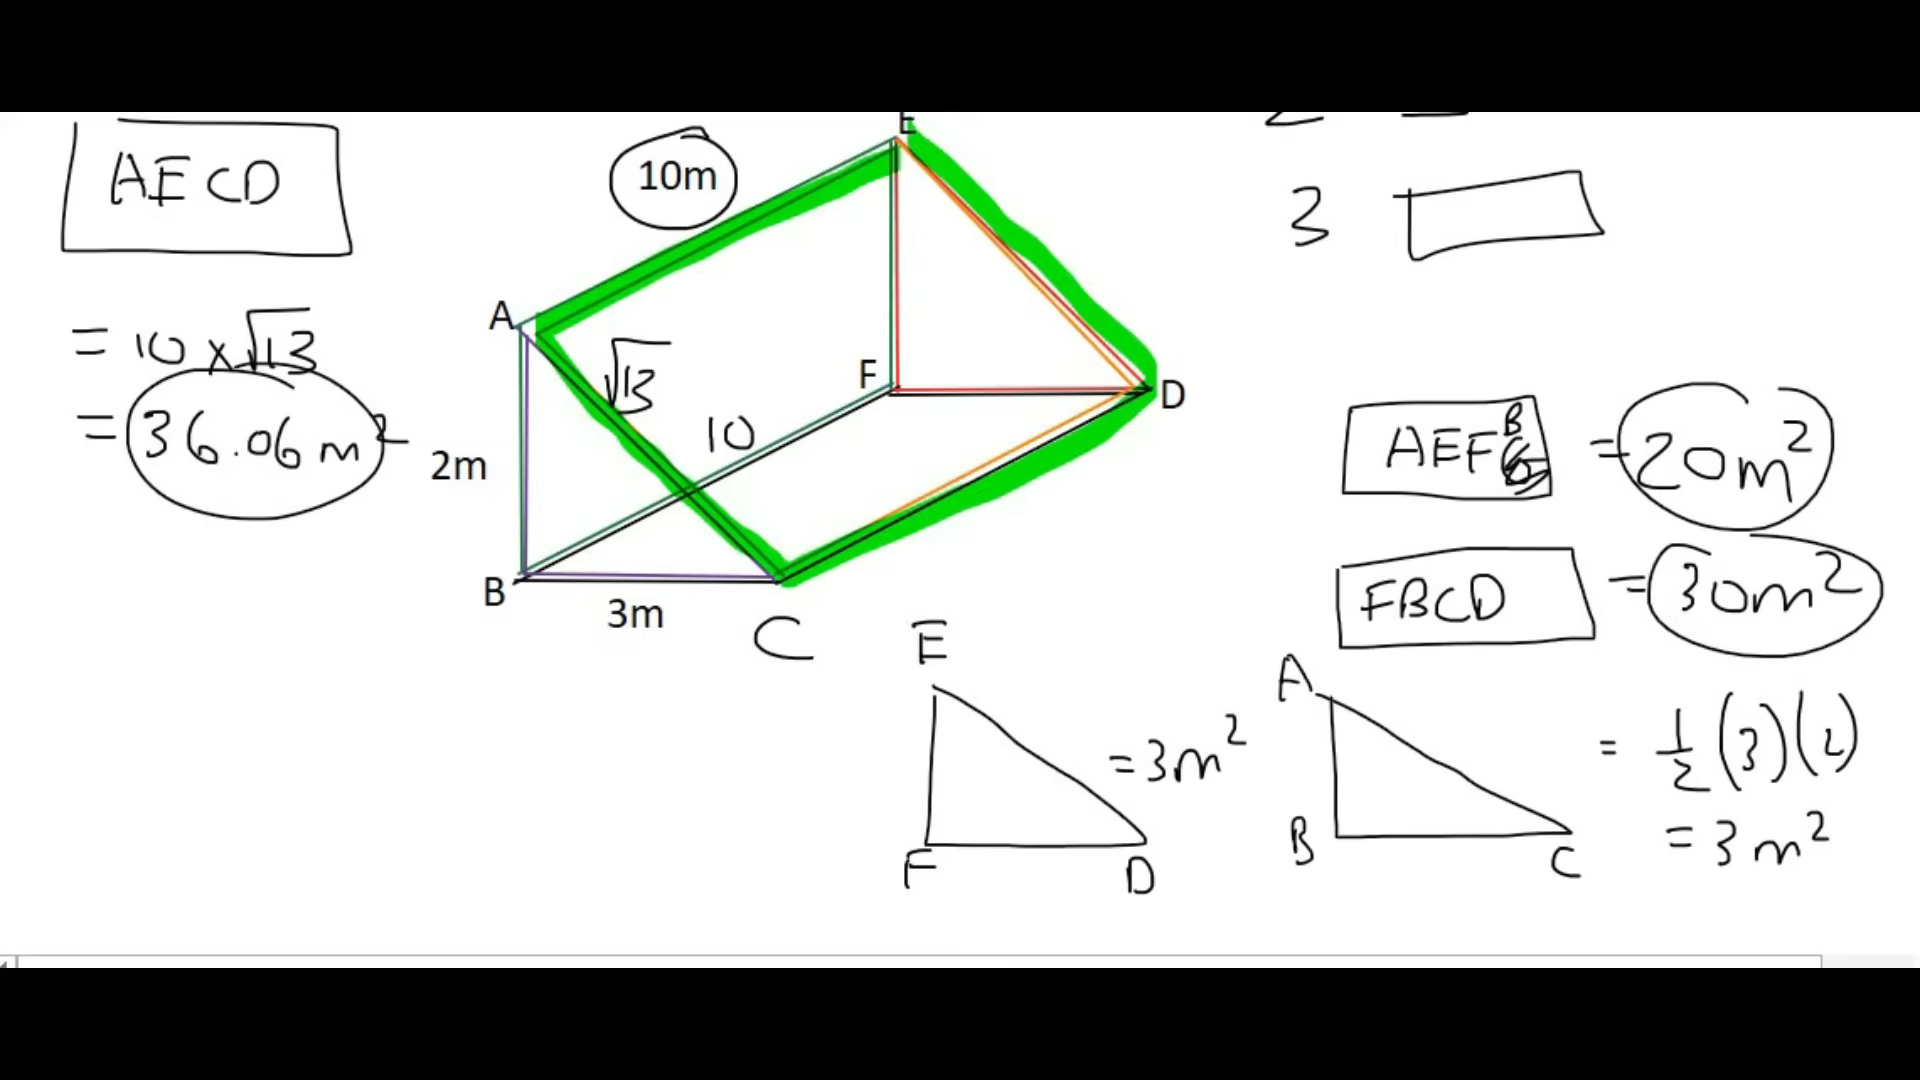 AECD
= 10 x √13
= 36.06 m²
10m
E
A
√13
F
D
10
2m
B
3m
C
3
AEFB = 20m²
FBCD = 30m²
E
F
D
= 3m²
A
B
C
= 1/2 (3)(2)
= 3m²